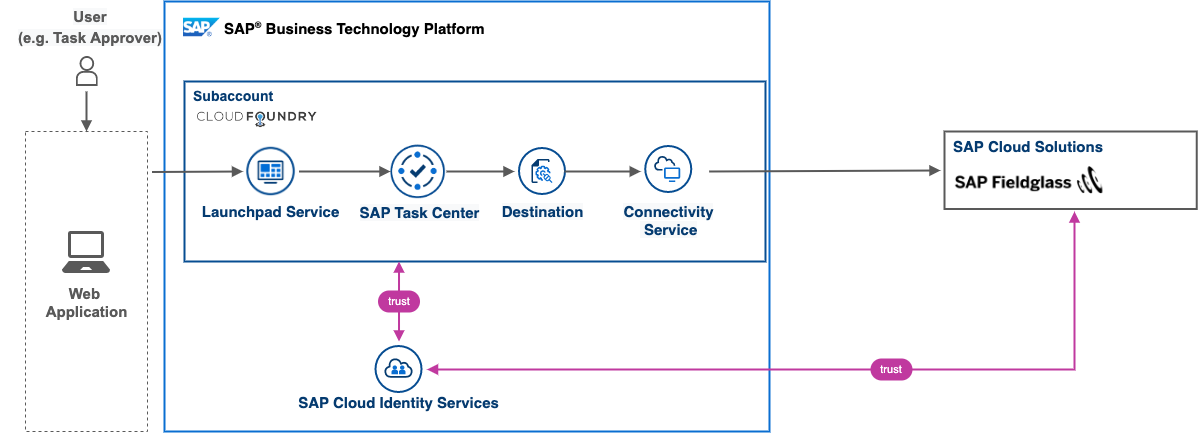 User
(e.g. Task Approver)
SAP® SAP® Business Technology Platform
Subaccount
CLOUD FOUNDRY
SAP Cloud Solutions
SAP Fieldglass
Launchpad Service
SAP Task Center
Destination
Connectivity
Service
Web
Application
trust
trust
SAP Cloud Identity Services